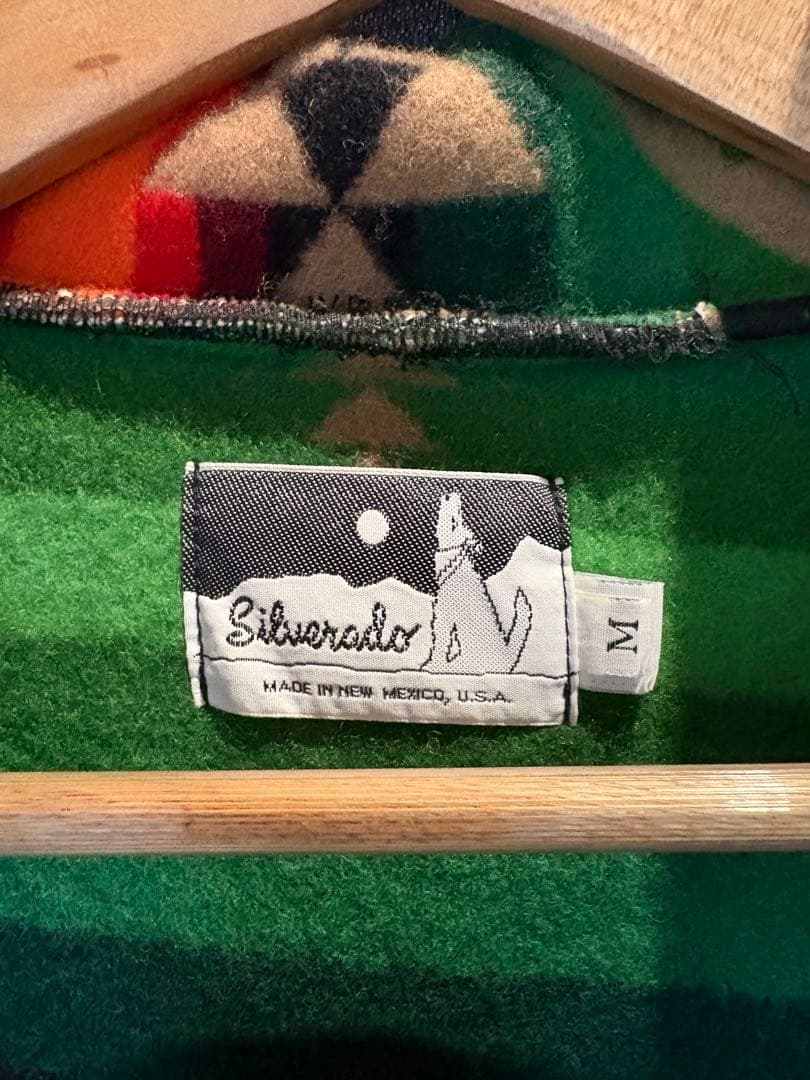 Silverado
MADE IN NEW MEXICO, U.S.A.
M